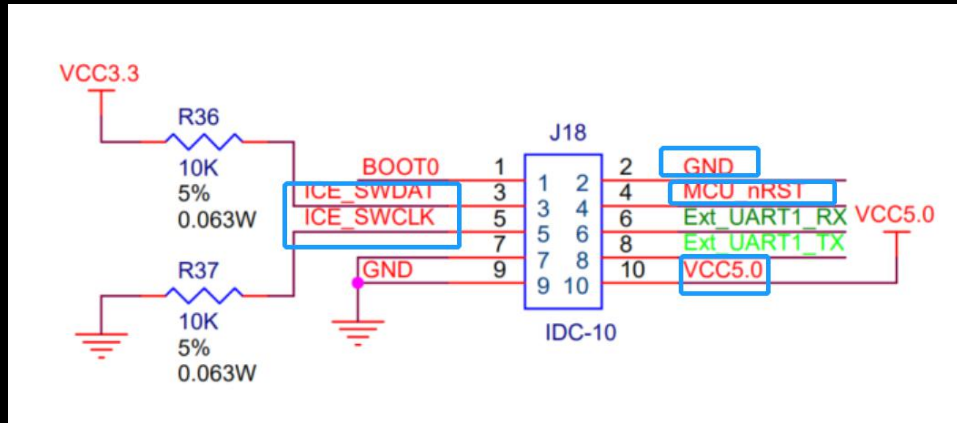 VCC3.3
R36
10K
5%
0.063W
R37
10K
5%
0.063W
J18
BOOT0 1 1 2 2 GND
ICE_SWDAT 3 3 4 4 MCU_nRST
ICE_SWCLK 5 5 6 6 Ext_UART1_RX VCC5.0
7 7 8 8 Ext_UART1_TX
GND 9 9 10 10 VCC5.0
IDC-10